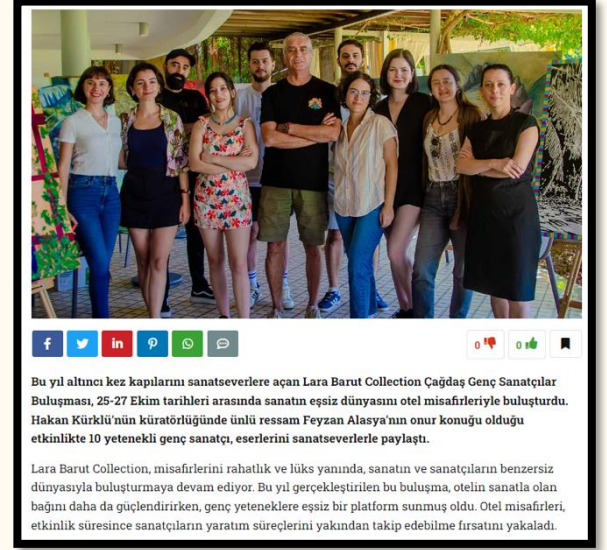 0 0
Bu yıl altıncı kez kapılarını sanatseverlere açan Lara Barut Collection Çağdaş Genç Sanatçılar
Buluşması, 25-27 Ekim tarihleri arasında sanatın eşsiz dünyasını otel misafirleriyle buluşturdu.
Hakan Kürklü'nün küratörlüğünde ünlü ressam Feyzan Alasya'nın onur konuğu olduğu
etkinlikte 10 yetenekli genç sanatçı, eserlerini sanatseverlerle paylaştı.
Lara Barut Collection, misafirlerini rahatlık ve lüks yanında, sanatın ve sanatçıların benzersiz
dünyasıyla buluşturmaya devam ediyor. Bu yıl gerçekleştirilen bu buluşma, otelin sanatla olan
bağını daha da güçlendirirken, genç yeteneklere eşsiz bir platform sunmuş oldu. Otel misafirleri,
etkinlik süresince sanatçıların yaratım süreçlerini yakından takip edebilme fırsatını yakaladı.